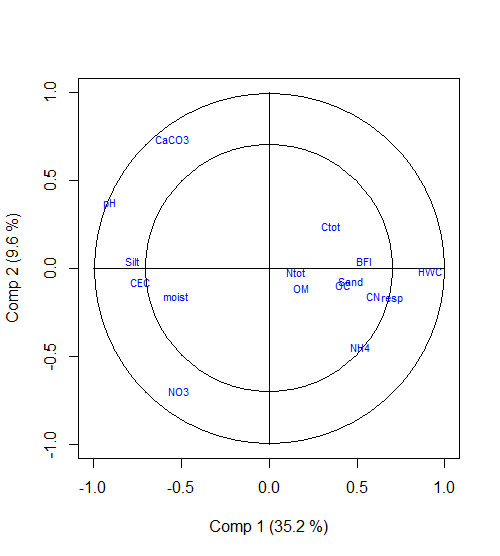 1.0
CaCO3
0.5
pH
Ctot
Silt
BFI
0.0
Ntot
HWC
CEC
Sand
OC
OM
moist
CN
resp
NH4
-0.5
NO3
-1.0
Comp 2 (9.6 %)
-1.0 -0.5 0.0 0.5 1.0
Comp 1 (35.2 %)